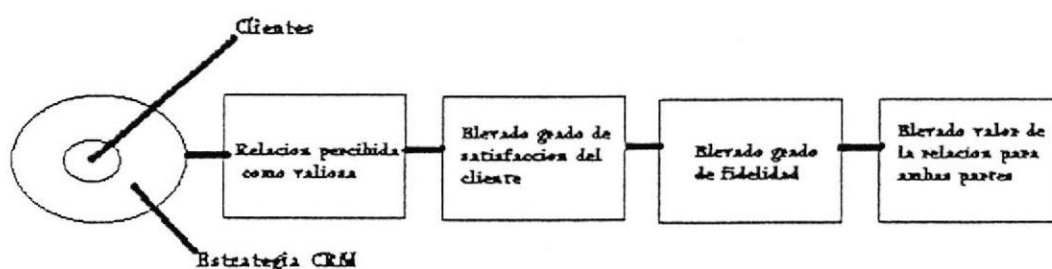 Clientes
Relacion percibida
como valiosa
Elevado grado de
satisfaccion del
cliente
Elevado grado
de fidelidad
Elevado valor de
la relacion para
ambas partes
Estrategia CRM